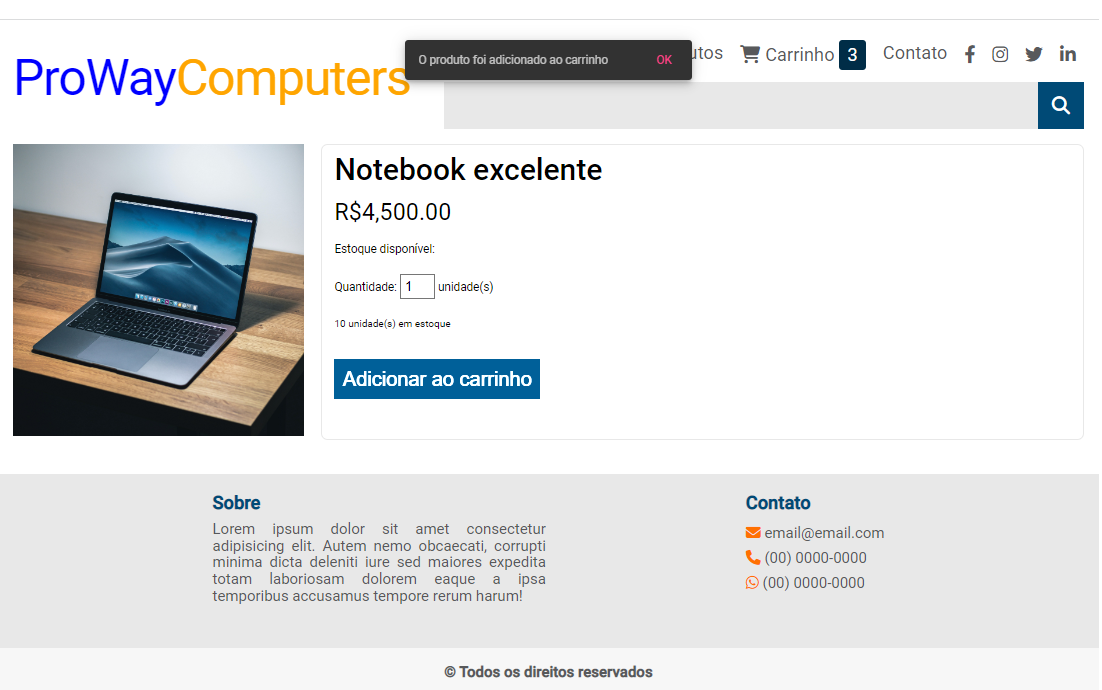 O produto foi adicionado ao carrinho OK
Carrinho 3 Contato
ProWayComputers
Notebook excelente
R$4,500.00
Estoque disponível:
Quantidade: 1 unidade(s)
10 unidade(s) em estoque
Adicionar ao carrinho
Sobre
Lorem ipsum dolor sit amet consectetur
adipisicing elit. Autem nemo obcaecati, corrupti
minima dicta deleniti iure sed maiores expedita
totam laboriosam dolorem eaque a ipsa
temporibus accusamus tempore rerum harum!
Contato
email@email.com
(00) 0000-0000
(00) 0000-0000
© Todos os direitos reservados